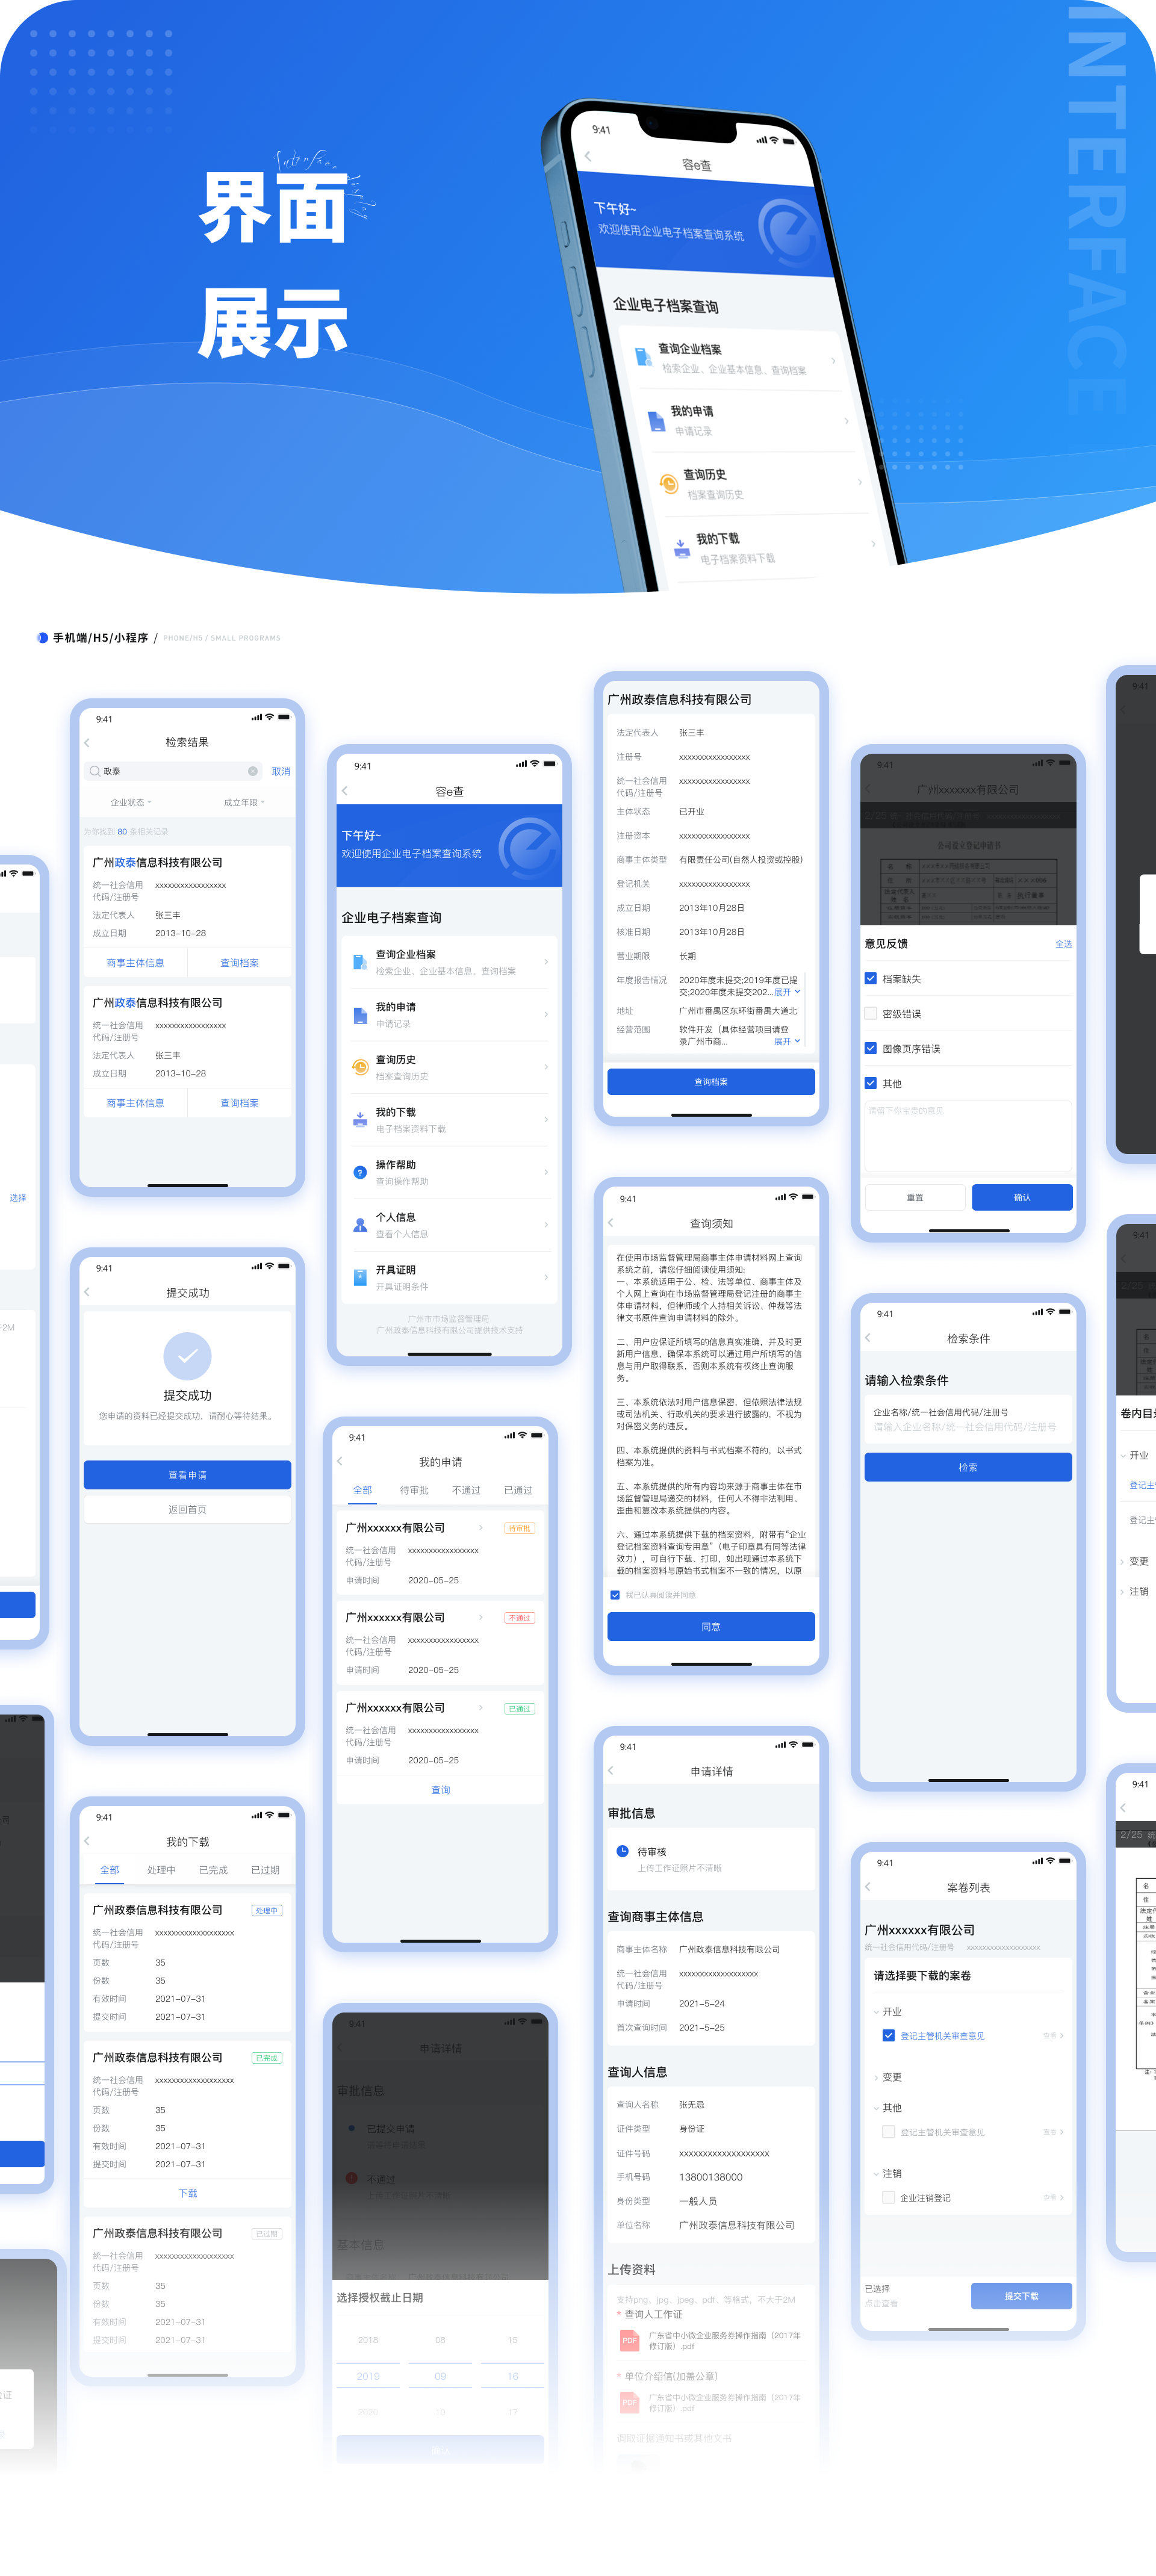 INTERFACE
界面
展示
9:41
容e查
下午好~
欢迎使用企业电子档案查询系统
企业电子档案查询
查询企业档案
检索企业、企业基本信息、查询档案
我的申请
申请记录
查询历史
档案查询历史
我的下载
电子档案资料下载
手机端/H5/小程序 / PHONE/H5 / SMALL PROGRAMS
选择
9:41
检索结果
政泰
取消
企业状态
成立年限
为你找到 80 条相关记录
广州政泰信息科技有限公司
统一社会信用 xxxxxxxxxxxxxxxxx
代码/注册号
法定代表人 张三丰
成立日期 2013-10-28
商事主体信息 查询档案
广州政泰信息科技有限公司
统一社会信用 xxxxxxxxxxxxxxxxx
代码/注册号
法定代表人 张三丰
成立日期 2013-10-28
商事主体信息 查询档案
9:41
提交成功
提交成功
您申请的资料已经提交成功，请耐心等待结果。
查看申请
返回首页
9:41
我的下载
全部 处理中 已完成 已过期
广州政泰信息科技有限公司 处理中
统一社会信用 xxxxxxxxxxxxxxxxxxx
代码/注册号
页数 35
份数 35
有效时间 2021-07-31
提交时间 2021-07-31
广州政泰信息科技有限公司 已完成
统一社会信用 xxxxxxxxxxxxxxxxxxx
代码/注册号
页数 35
份数 35
有效时间 2021-07-31
提交时间 2021-07-31
下载
广州政泰信息科技有限公司 已过期
统一社会信用 xxxxxxxxxxxxxxxxxxx
代码/注册号
页数 35
份数 35
有效时间 2021-07-31
提交时间 2021-07-31
9:41
容e查
下午好~
欢迎使用企业电子档案查询系统
企业电子档案查询
查询企业档案
检索企业、企业基本信息、查询档案
我的申请
申请记录
查询历史
档案查询历史
我的下载
电子档案资料下载
操作帮助
查询操作帮助
个人信息
查看个人信息
开具证明
开具证明条件
广州市市场监督管理局
广州政泰信息科技有限公司提供技术支持
9:41
我的申请
全部 待审批 不通过 已通过
广州xxxxxx有限公司 待审批
统一社会信用 xxxxxxxxxxxxxxxxx
代码/注册号
申请时间 2020-05-25
广州xxxxxx有限公司 不通过
统一社会信用 xxxxxxxxxxxxxxxxx
代码/注册号
申请时间 2020-05-25
广州xxxxxx有限公司 已通过
统一社会信用 xxxxxxxxxxxxxxxxx
代码/注册号
申请时间 2020-05-25
查询
9:41
申请详情
审批信息
已提交申请
不通过
基本信息
选择授权截止日期
2018 08 15
2019 09 16
2020 10 17
广州政泰信息科技有限公司
法定代表人 张三丰
注册号 xxxxxxxxxxxxxxxxx
统一社会信用 xxxxxxxxxxxxxxxxx
代码/注册号
主体状态 已开业
注册资本 xxxxxxxxxxxxxxxxx
商事主体类型 有限责任公司(自然人投资或控股)
登记机关 xxxxxxxxxxxxxxxxx
成立日期 2013年10月28日
核准日期 2013年10月28日
营业期限 长期
年度报告情况 2020年度未提交;2019年度已提
交;2020年度未提交202... 展开
地址 广州市番禺区东环街番禺大道北
经营范围 软件开发（具体经营项目请登
录广州市商... 展开
查询档案
9:41
查询须知
在使用市场监督管理局商事主体申请材料网上查询
系统之前，请您仔细阅读使用须知:
一、本系统适用于公、检、法等单位、商事主体及
个人网上查询在市场监督管理局登记注册的商事主
体申请材料，但律师或个人持相关诉讼、仲裁等法
律文书原件查询申请材料的除外。
二、用户应保证所填写的信息真实准确，并及时更
新用户信息，确保本系统可以通过用户所填写的信
息与用户取得联系，否则本系统有权终止查询服
务。
三、本系统依法对用户信息保密，但依照法律法规
或司法机关、行政机关的要求进行披露的，不视为
对保密义务的违反。
四、本系统提供的资料与书式档案不符的，以书式
档案为准。
五、本系统提供的所有内容均来源于商事主体在市
场监督管理局递交的材料，任何人不得非法利用、
歪曲和篡改本系统提供的内容。
六、通过本系统提供下载的档案资料，附带有“企业
登记档案资料查询专用章”（电子印章具有同等法律
效力），可自行下载、打印，如出现通过本系统下
载的档案资料与原始书式档案不一致的情况，以原
我已认真阅读并同意
同意
9:41
申请详情
审批信息
待审核
上传工作证照片不清晰
查询商事主体信息
商事主体名称 广州政泰信息科技有限公司
统一社会信用 xxxxxxxxxxxxxxxxxxx
代码/注册号
申请时间 2021-5-24
首次查询时间 2021-5-25
查询人信息
查询人名称 张无忌
证件类型 身份证
证件号码 xxxxxxxxxxxxxxxxxxx
手机号码 13800138000
身份类型 一般人员
单位名称 广州政泰信息科技有限公司
上传资料
支持png、jpg、jpeg、pdf、等格式，不大于2M
* 查询人工作证
PDF 广东省中小微企业服务券操作指南（2017年
修订版）.pdf
* 单位介绍信(加盖公章)
PDF 广东省中小微企业服务券操作指南（2017年
修订版）.pdf
调取证据通知书或其他文书
9:41
广州xxxxxxx有限公司
公司设立登记申请书
意见反馈 全选
档案缺失
密级错误
图像页序错误
其他
请留下你宝贵的意见
重置 确认
9:41
检索条件
请输入检索条件
企业名称/统一社会信用代码/注册号
请输入企业名称/统一社会信用代码/注册号
检索
9:41
案卷列表
广州xxxxxx有限公司
统一社会信用代码/注册号 xxxxxxxxxxxxxxxxxxx
请选择要下载的案卷
开业
登记主管机关审查意见 查看
变更
其他
登记主管机关审查意见 查看
注销
企业注销登记 查看
已选择
点击查看
提交下载
9:41
9:41
卷内目
开业
登记主
登记主
变更
注销
9:41
2/25